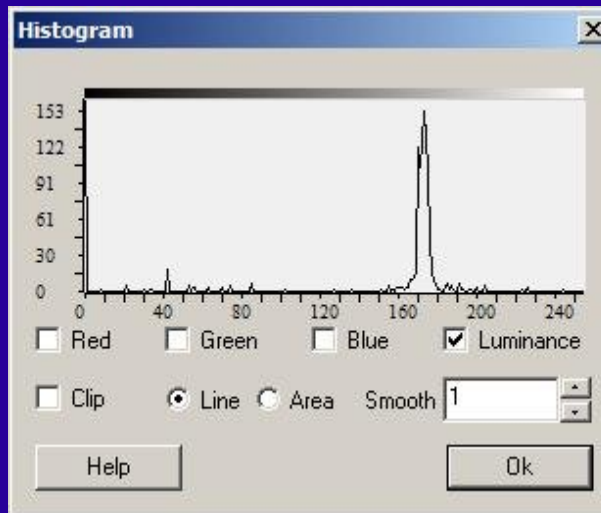 Histogram
153
122
91
61
30
0
0 40 80 120 160 200 240
Red Green Blue Luminance
Clip Line Area Smooth 1
Help Ok